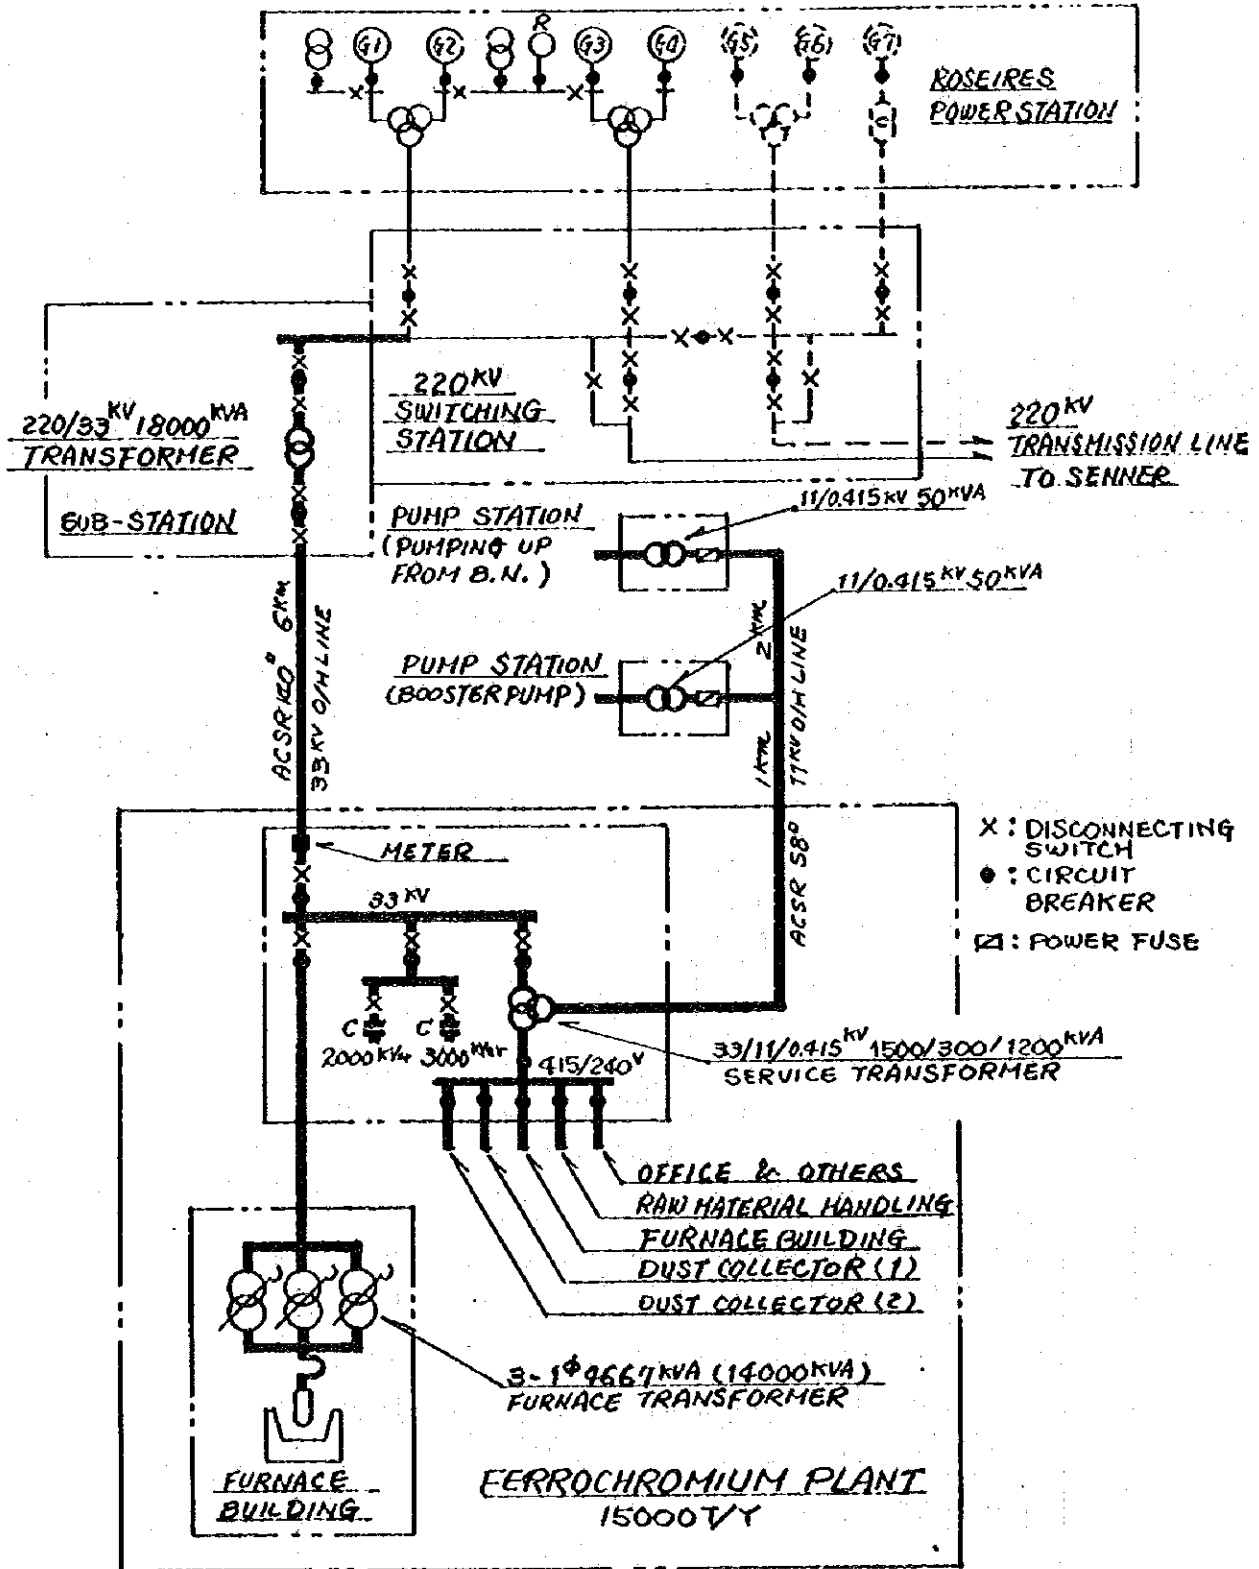 R
G1
G2
G3
G4
G5
G6
G7
ROSEIRES
POWER STATION
220KV
SWITCHING
STATION
220/33KV 18000KVA
TRANSFORMER
SUB-STATION
220KV
TRANSMISSION LINE
TO SENNER
PUMP STATION
(PUMPING UP
FROM B.N.)
11/0.415KV 50KVA
11/0.415KV 50KVA
PUMP STATION
(BOOSTER PUMP)
ACSR 120□ 6KM
33KV O/H LINE
2KM
1KM
11KV O/H LINE
ACSR 58□
METER
33KV
X : DISCONNECTING
SWITCH
● : CIRCUIT
BREAKER
: POWER FUSE
C
2000KVar
C
3000KVar
415/240V
33/11/0.415KV 1500/300/1200KVA
SERVICE TRANSFORMER
OFFICE & OTHERS
RAW MATERIAL HANDLING
FURNACE BUILDING
DUST COLLECTOR (1)
DUST COLLECTOR (2)
3-1φ 4667KVA (14000KVA)
FURNACE TRANSFORMER
FURNACE
BUILDING
FERROCHROMIUM PLANT
15000T/Y